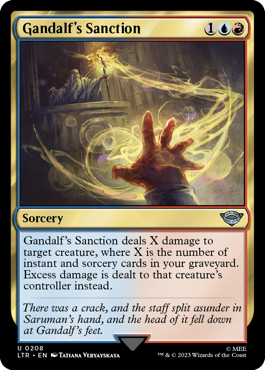 Gandalf's Sanction 1
Sorcery
Gandalf's Sanction deals X damage to
target creature, where X is the number of
instant and sorcery cards in your graveyard.
Excess damage is dealt to that creature's
controller instead.
There was a crack, and the staff split asunder in
Saruman's hand, and the head of it fell down
at Gandalf's feet.
U 0208 © MEE
LTR • EN TATIANA VERYAYSKAYA ™ & © 2023 Wizards of the Coast